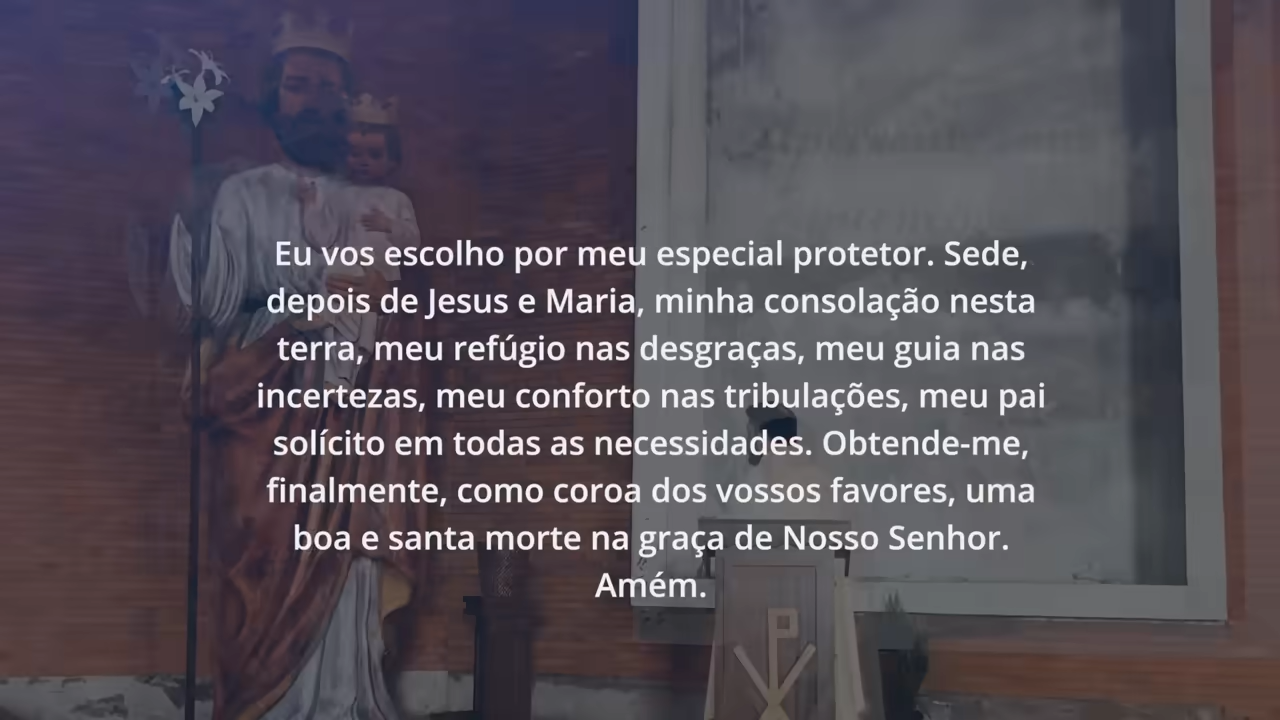 Eu vos escolho por meu especial protetor. Sede,
depois de Jesus e Maria, minha consolação nesta
terra, meu refúgio nas desgraças, meu guia nas
incertezas, meu conforto nas tribulações, meu pai
solícito em todas as necessidades. Obtende-me,
finalmente, como coroa dos vossos favores, uma
boa e santa morte na graça de Nosso Senhor.
Amém.